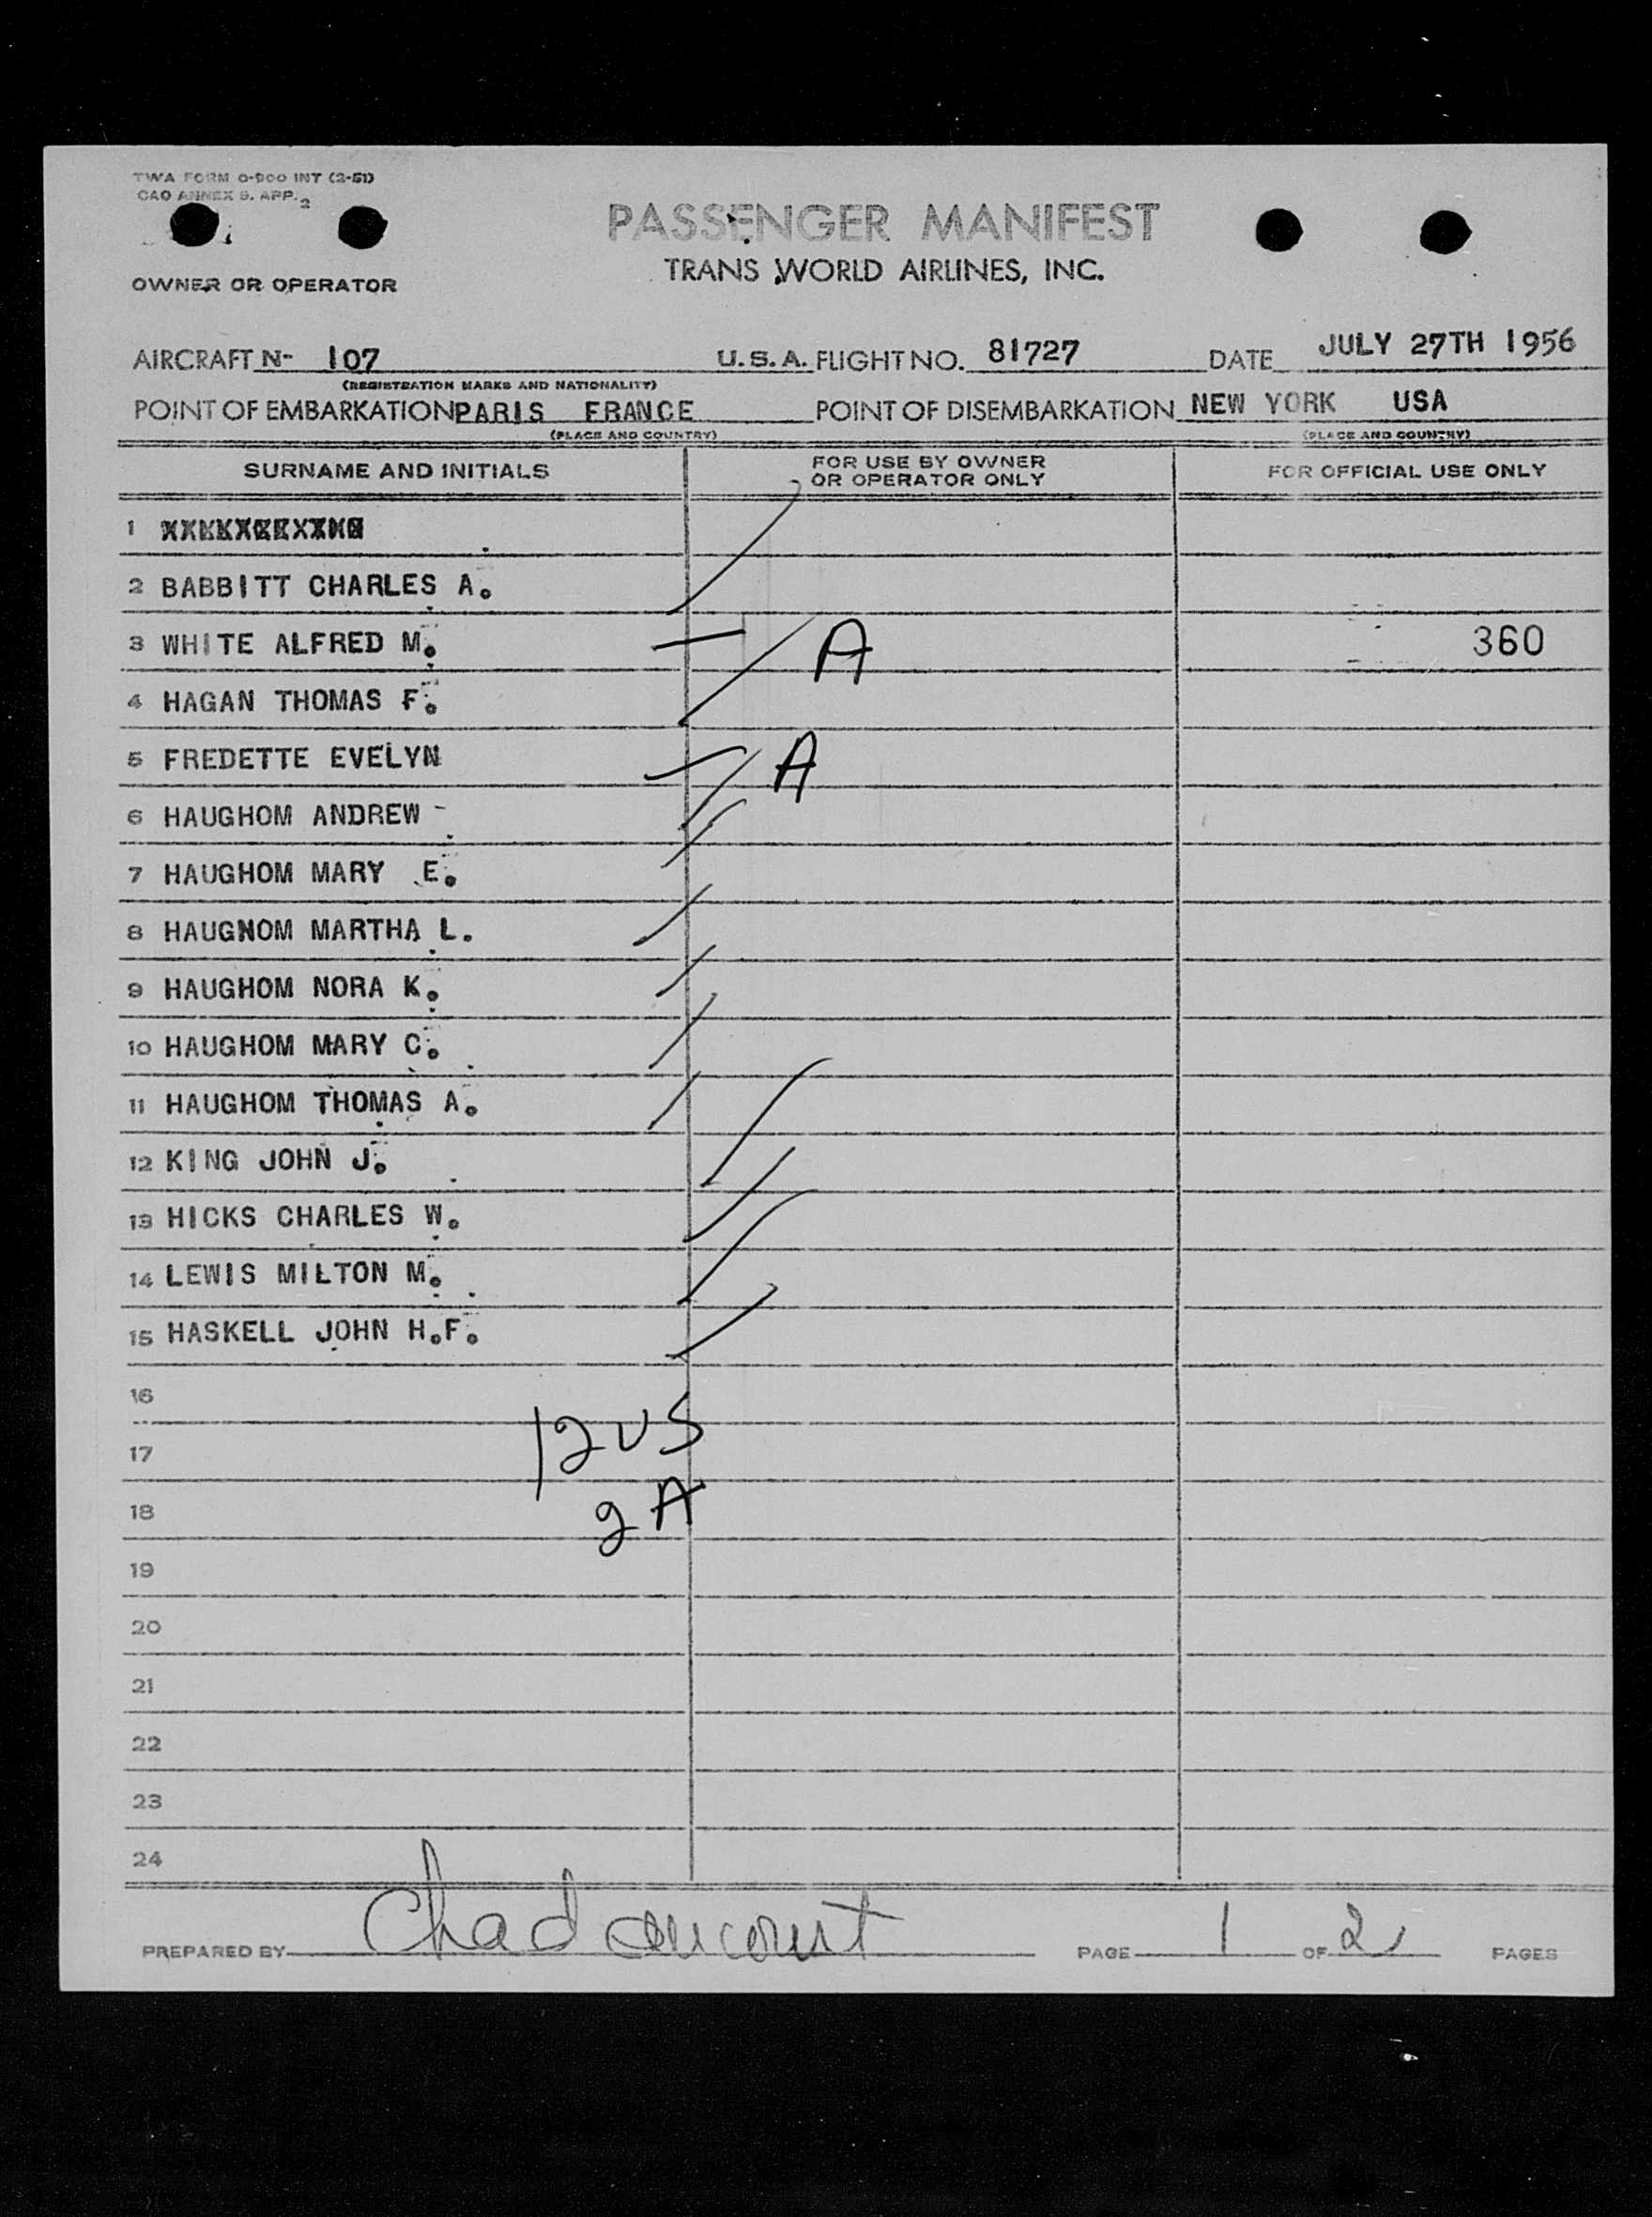 TWA FORM O-900 INT (2-51)
CAO ANNEX 9. APP. 2
PASSENGER MANIFEST
TRANS WORLD AIRLINES, INC.
OWNER OR OPERATOR
AIRCRAFT N- 107 U.S.A. FLIGHT NO. 81727 DATE JULY 27TH 1956
(REGISTRATION MARKS AND NATIONALITY)
POINT OF EMBARKATION PARIS FRANCE POINT OF DISEMBARKATION NEW YORK USA
(PLACE AND COUNTRY) (PLACE AND COUNTRY)
SURNAME AND INITIALS FOR USE BY OWNER OR OPERATOR ONLY FOR OFFICIAL USE ONLY
1
2 BABBITT CHARLES A.
3 WHITE ALFRED M. A 360
4 HAGAN THOMAS F.
5 FREDETTE EVELYN A
6 HAUGHOM ANDREW -
7 HAUGHOM MARY E.
8 HAUGNOM MARTHA L.
9 HAUGHOM NORA K.
10 HAUGHOM MARY C.
11 HAUGHOM THOMAS A.
12 KING JOHN J.
13 HICKS CHARLES W.
14 LEWIS MILTON M.
15 HASKELL JOHN H.F.
16
12 US
17
18 2 A
19
20
21
22
23
24
PREPARED BY PAGE 1 OF 2 PAGES